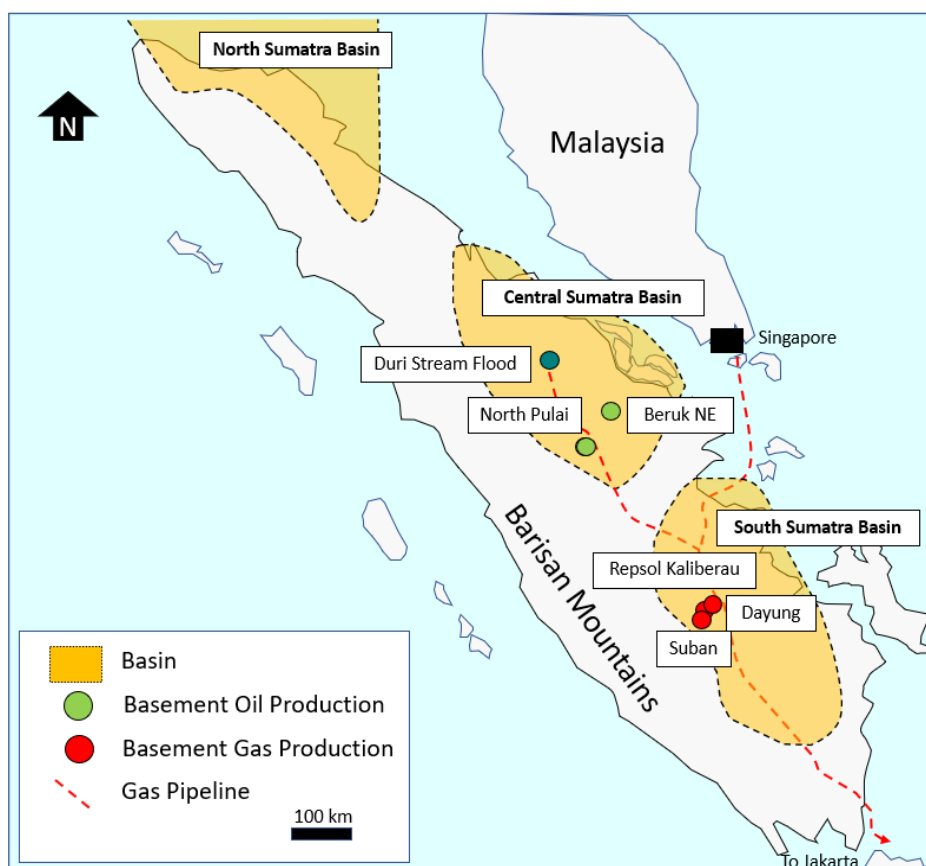 North Sumatra Basin
N
Malaysia
Central Sumatra Basin
Singapore
Duri Stream Flood
North Pulai
Beruk NE
South Sumatra Basin
Barisan Mountains
Repsol Kaliberau
Dayung
Suban
Basin
Basement Oil Production
Basement Gas Production
Gas Pipeline
100 km
To Jakarta